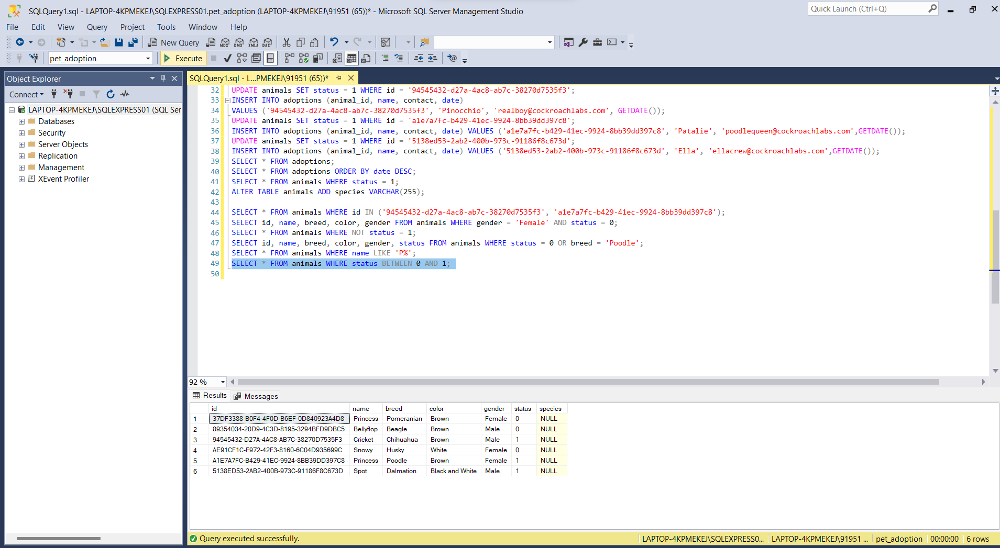 SQLQuery1.sql - LAPTOP-4KPMEKEJ\SQLEXPRESS01.pet_adoption (LAPTOP-4KPMEKEJ\91951 (65))* - Microsoft SQL Server Management Studio
Quick Launch (Ctrl+Q)
File Edit View Query Project Tools Window Help
New Query MDX DMX XMLA DAX
pet_adoption Execute
Object Explorer
SQLQuery1.sql - L...PMEKEJ\91951 (65))*
Connect
LAPTOP-4KPMEKEJ\SQLEXPRESS01 (SQL Ser
Databases
Security
Server Objects
Replication
Management
XEvent Profiler
32 UPDATE animals SET status = 1 WHERE id = '94545432-d27a-4ac8-ab7c-38270d7535f3';
33 INSERT INTO adoptions (animal_id, name, contact, date)
34 VALUES ('94545432-d27a-4ac8-ab7c-38270d7535f3', 'Pinocchio', 'realboy@cockroachlabs.com', GETDATE());
35 UPDATE animals SET status = 1 WHERE id = 'a1e7a7fc-b429-41ec-9924-8bb39dd397c8';
36 INSERT INTO adoptions (animal_id, name, contact, date) VALUES ('a1e7a7fc-b429-41ec-9924-8bb39dd397c8', 'Patalie', 'poodlequeen@cockroachlabs.com',GETDATE());
37 UPDATE animals SET status = 1 WHERE id = '5138ed53-2ab2-400b-973c-91186f8c673d';
38 INSERT INTO adoptions (animal_id, name, contact, date) VALUES ('5138ed53-2ab2-400b-973c-91186f8c673d', 'Ella', 'ellacrew@cockroachlabs.com',GETDATE());
39 SELECT * FROM adoptions;
40 SELECT * FROM adoptions ORDER BY date DESC;
41 SELECT * FROM animals WHERE status = 1;
42 ALTER TABLE animals ADD species VARCHAR(255);
43
44 SELECT * FROM animals WHERE id IN ('94545432-d27a-4ac8-ab7c-38270d7535f3', 'a1e7a7fc-b429-41ec-9924-8bb39dd397c8');
45 SELECT id, name, breed, color, gender FROM animals WHERE gender = 'Female' AND status = 0;
46 SELECT * FROM animals WHERE NOT status = 1;
47 SELECT id, name, breed, color, gender, status FROM animals WHERE status = 0 OR breed = 'Poodle';
48 SELECT * FROM animals WHERE name LIKE 'P%';
49 SELECT * FROM animals WHERE status BETWEEN 0 AND 1;
50
92 %
Results Messages
id name breed color gender status species
1 37DF3388-B0F4-4F0D-B6EF-0D840923A4D8 Princess Pomeranian Brown Female 0 NULL
2 89354034-20D9-4C3D-8195-3294BFD9DBC5 Bellyflop Beagle Brown Male 0 NULL
3 94545432-D27A-4AC8-AB7C-38270D7535F3 Cricket Chihuahua Brown Male 1 NULL
4 AE91CF1C-F972-42F3-8160-6C04D935699C Snowy Husky White Female 0 NULL
5 A1E7A7FC-B429-41EC-9924-8BB39DD397C8 Princess Poodle Brown Female 1 NULL
6 5138ED53-2AB2-400B-973C-91186F8C673D Spot Dalmation Black and White Male 1 NULL
Query executed successfully. LAPTOP-4KPMEKEJ\SQLEXPRESS0... LAPTOP-4KPMEKEJ\91951 ... pet_adoption 00:00:00 6 rows